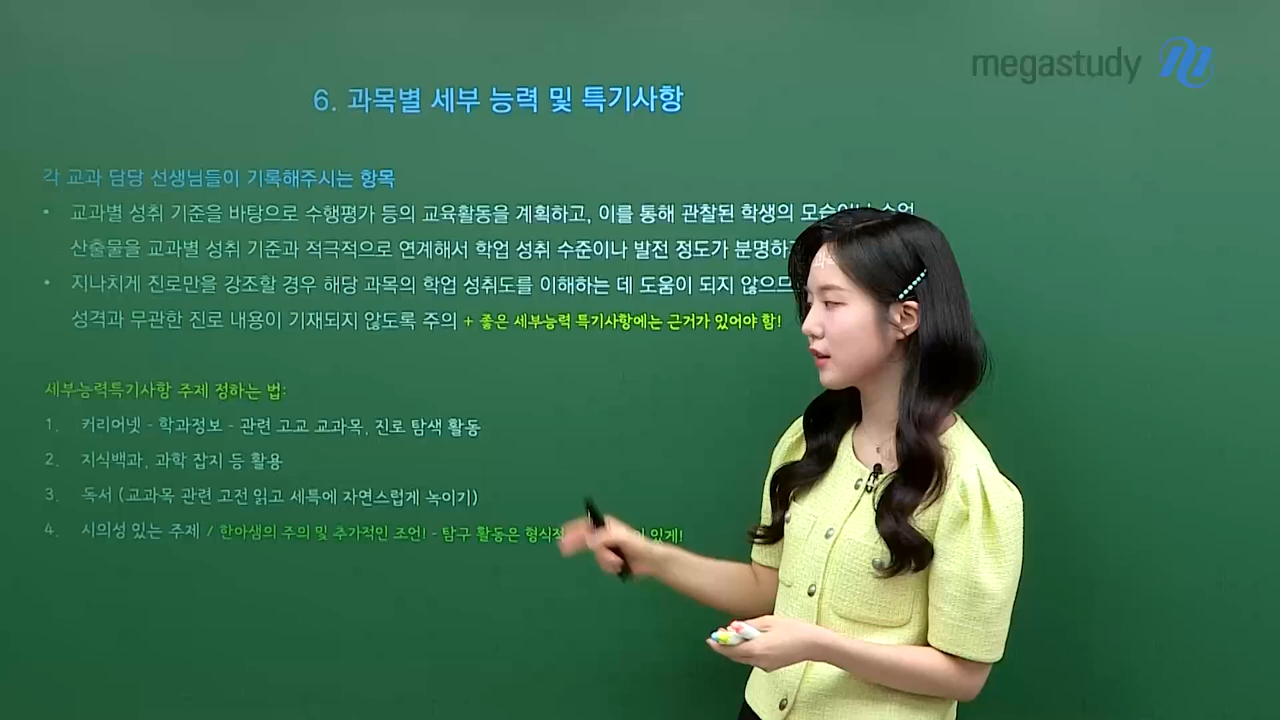 megastudy
6. 과목별 세부 능력 및 특기사항
각 교과 담당 선생님들이 기록해주시는 항목
• 교과별 성취 기준을 바탕으로 수행평가 등의 교육활동을 계획하고, 이를 통해 관찰된 학생의
산출물을 교과별 성취 기준과 적극적으로 연계해서 학업 성취 수준이나 발전 정도가
• 지나치게 진로만을 강조할 경우 해당 과목의 학업 성취도를 이해하는 데 도움이 되지
성격과 무관한 진로 내용이 기재되지 않도록 주의 + 좋은 세부능력 특기사항에는 근거가 있어야 함!
세부능력특기사항 주제 정하는 법:
1. 커리어넷 - 학과정보 - 관련 고교 교과목, 진로 탐색 활동
2. 지식백과, 과학 잡지 등 활용
3. 독서 (교과목 관련 고전 읽고 세특에 자연스럽게 녹이기)
4. 시의성 있는 주제 / 한아샘의 주의 및 추가적인 조언! - 탐구 활동은 있게!